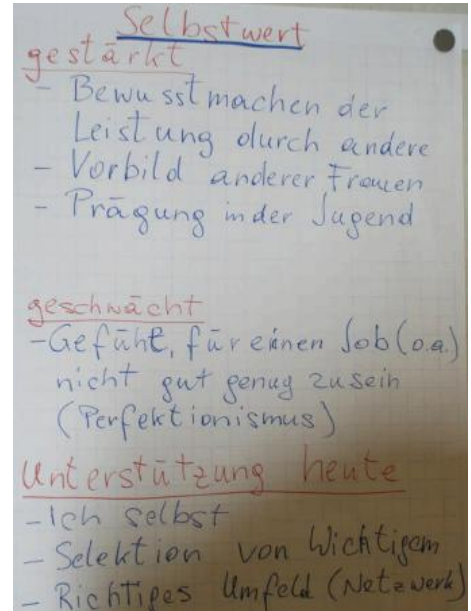 Selbstwert
gestärkt
- Bewusstmachen der
Leistung durch andere
- Vorbild anderer Frauen
- Prägung in der Jugend
geschwächt
- Gefühl, für einen Job (o.a.)
nicht gut genug zu sein
(Perfektionismus)
Unterstützung heute
- Ich selbst
- Selektion von Wichtigem
- Richtiges Umfeld (Netzwerk)